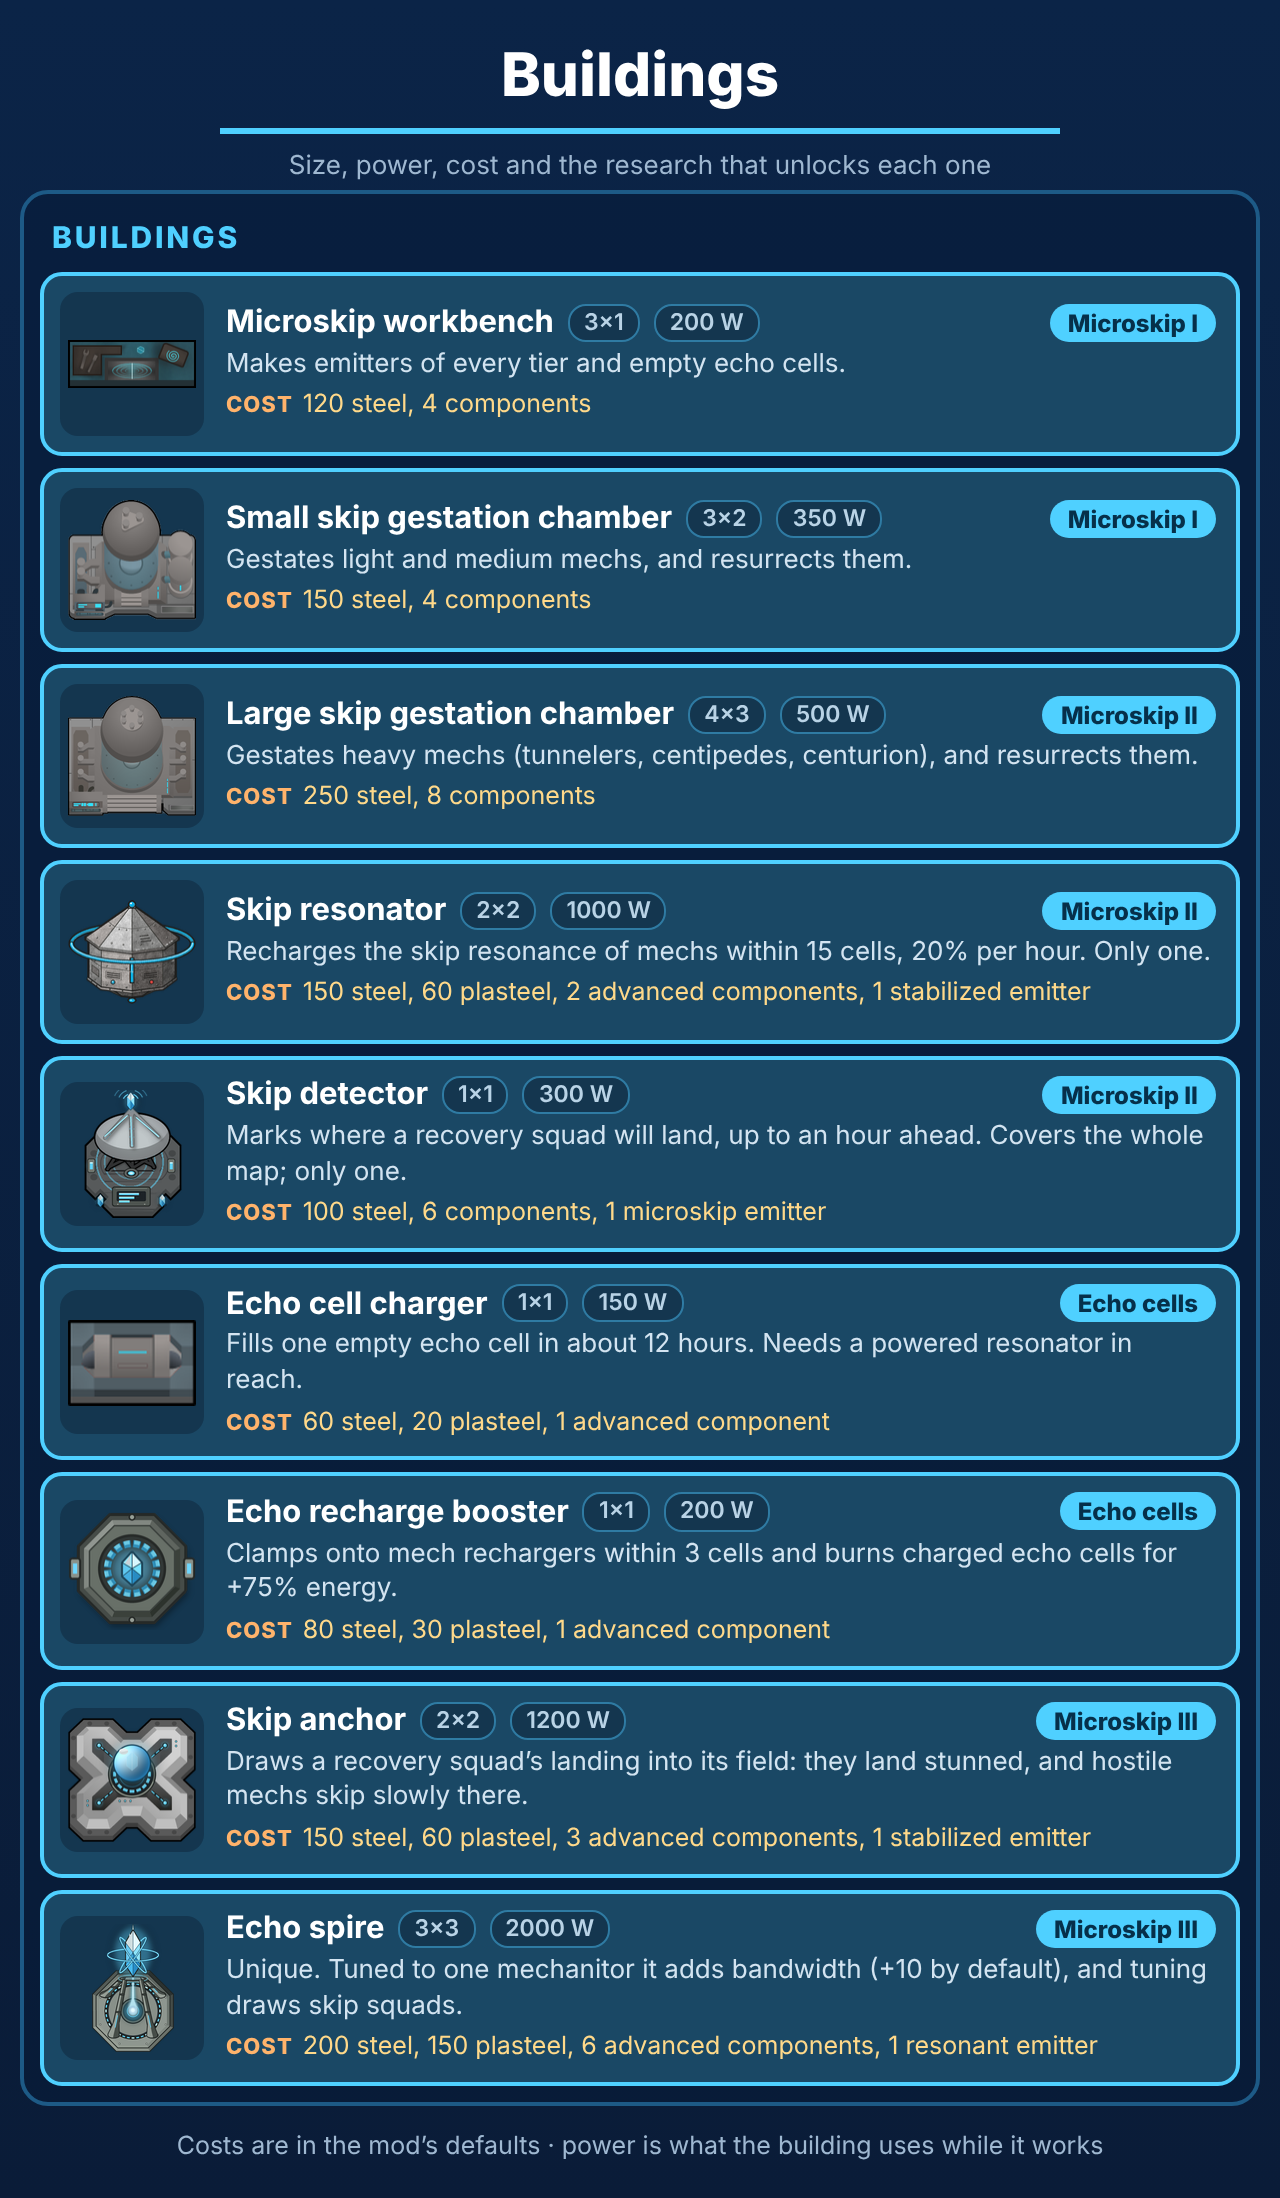 Buildings
Size, power, cost and the research that unlocks each one
BUILDINGS
Microskip workbench 3×1 200 W Microskip I
Makes emitters of every tier and empty echo cells.
COST 120 steel, 4 components
Small skip gestation chamber 3×2 350 W Microskip I
Gestates light and medium mechs, and resurrects them.
COST 150 steel, 4 components
Large skip gestation chamber 4×3 500 W Microskip II
Gestates heavy mechs (tunnelers, centipedes, centurion), and resurrects them.
COST 250 steel, 8 components
Skip resonator 2×2 1000 W Microskip II
Recharges the skip resonance of mechs within 15 cells, 20% per hour. Only one.
COST 150 steel, 60 plasteel, 2 advanced components, 1 stabilized emitter
Skip detector 1×1 300 W Microskip II
Marks where a recovery squad will land, up to an hour ahead. Covers the whole
map; only one.
COST 100 steel, 6 components, 1 microskip emitter
Echo cell charger 1×1 150 W Echo cells
Fills one empty echo cell in about 12 hours. Needs a powered resonator in
reach.
COST 60 steel, 20 plasteel, 1 advanced component
Echo recharge booster 1×1 200 W Echo cells
Clamps onto mech rechargers within 3 cells and burns charged echo cells for
+75% energy.
COST 80 steel, 30 plasteel, 1 advanced component
Skip anchor 2×2 1200 W Microskip III
Draws a recovery squad’s landing into its field: they land stunned, and hostile
mechs skip slowly there.
COST 150 steel, 60 plasteel, 3 advanced components, 1 stabilized emitter
Echo spire 3×3 2000 W Microskip III
Unique. Tuned to one mechanitor it adds bandwidth (+10 by default), and tuning
draws skip squads.
COST 200 steel, 150 plasteel, 6 advanced components, 1 resonant emitter
Costs are in the mod’s defaults · power is what the building uses while it works